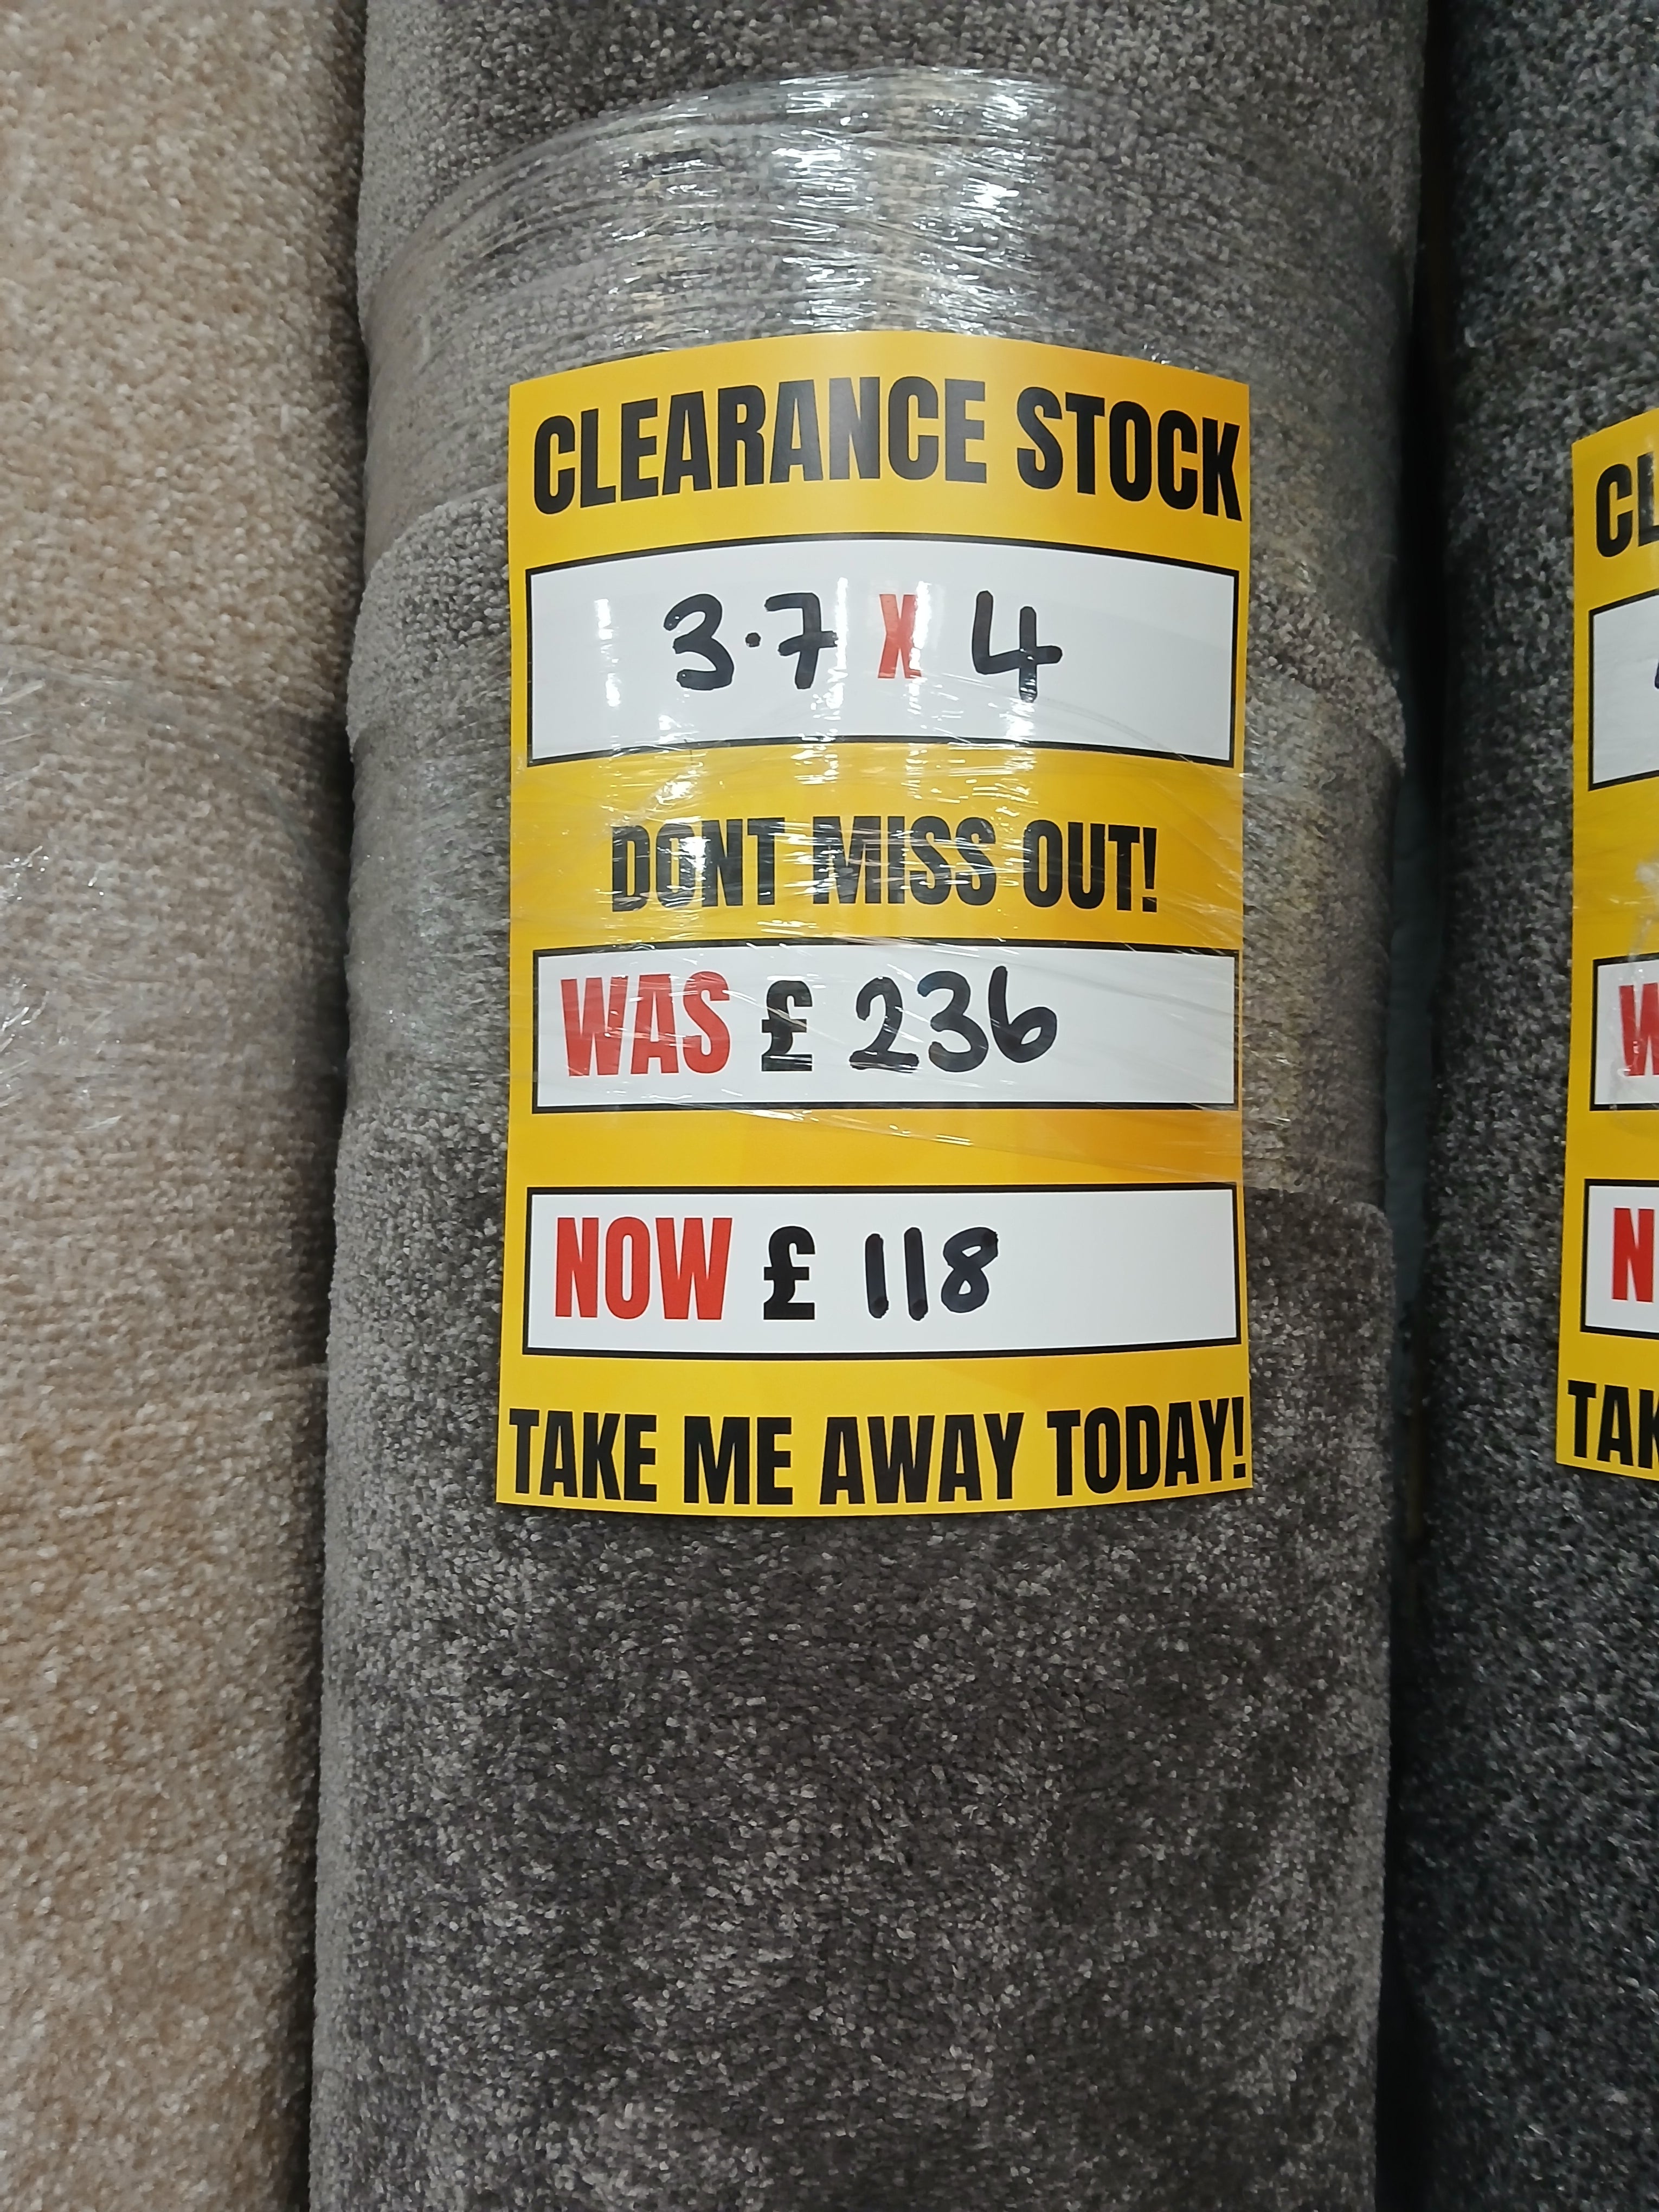 CLEARANCE STOCK
3.7 X 4
DONT MISS OUT!
WAS £ 236
NOW £ 118
TAKE ME AWAY TODAY!